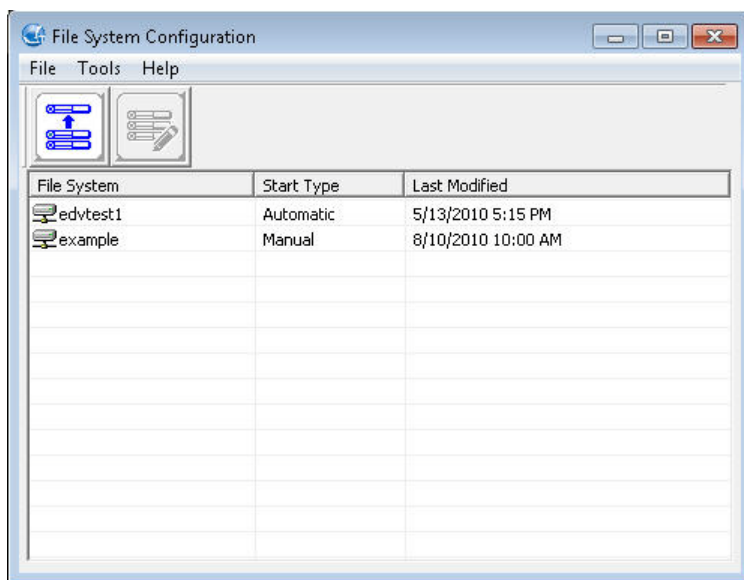 File System Configuration
File Tools Help
File System Start Type Last Modified
edvtest1 Automatic 5/13/2010 5:15 PM
example Manual 8/10/2010 10:00 AM